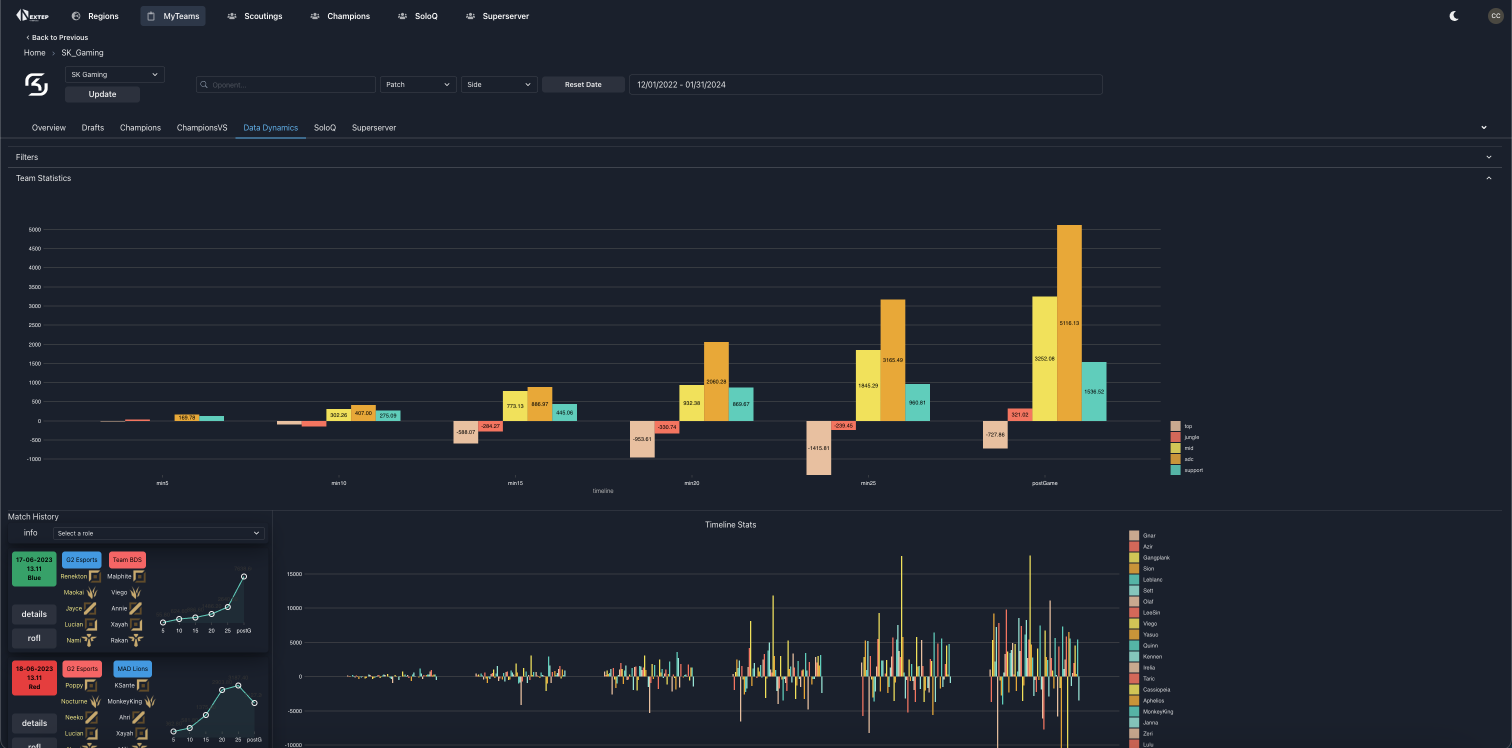 NEXTEP Regions MyTeams Scoutings Champions SoloQ Superserver CC
‹ Back to Previous
Home › SK_Gaming
SK Gaming
Update
Oponent... Patch Side Reset Date 12/01/2022 - 01/31/2024
Overview Drafts Champions ChampionsVS Data Dynamics SoloQ Superserver
Filters
Team Statistics
5000
4500
4000
3500
3000
2500
2000
1500
1000
500
0
-500
-1000
169.78
302.26 407.00 275.09
-588.07 -284.27 773.13 886.97 445.06
-953.61 -330.74 932.38 2060.28 869.67
-1415.81 -239.45 1845.29 3165.49 960.81
-727.86 321.02 3252.08 5116.13 1536.52
min5 min10 min15 min20 min25 postGame
timeline
top
jungle
mid
adc
support
Match History
info Select a role
17-06-2023
13.11
Blue
G2 Esports Team BDS
Renekton Malphite
Maokai Viego
Jayce Annie
Lucian Xayah
Nami Rakan
details
rofl
5 10 15 20 25 postG
18-06-2023
13.11
Red
G2 Esports MAD Lions
Poppy KSante
Nocturne MonkeyKing
Neeko Ahri
Lucian Xayah
details
rofl
5 10 15 20 25 postG
Timeline Stats
15000
10000
5000
0
-5000
-10000
Gnar
Azir
Gangplank
Sion
Leblanc
Sett
Olaf
LeeSin
Viego
Yasuo
Quinn
Kennen
Irelia
Taric
Cassiopeia
Aphelios
MonkeyKing
Janna
Zeri
Lulu